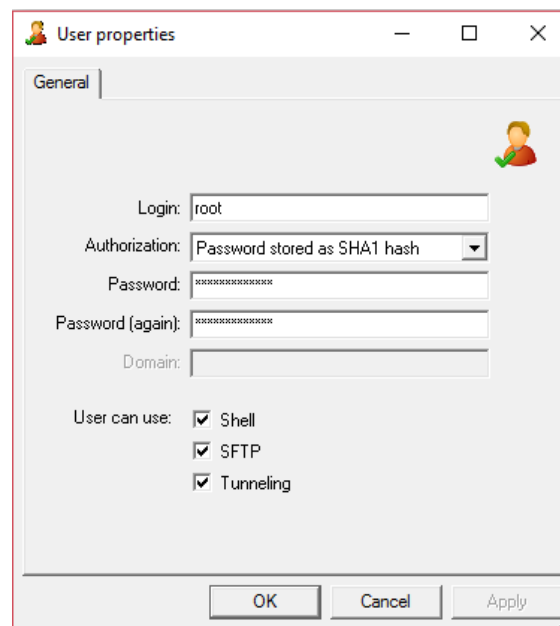 User properties
General
Login: root
Authorization: Password stored as SHA1 hash
Password: *************
Password (again): *************
Domain:
User can use: Shell
SFTP
Tunneling
OK Cancel Apply